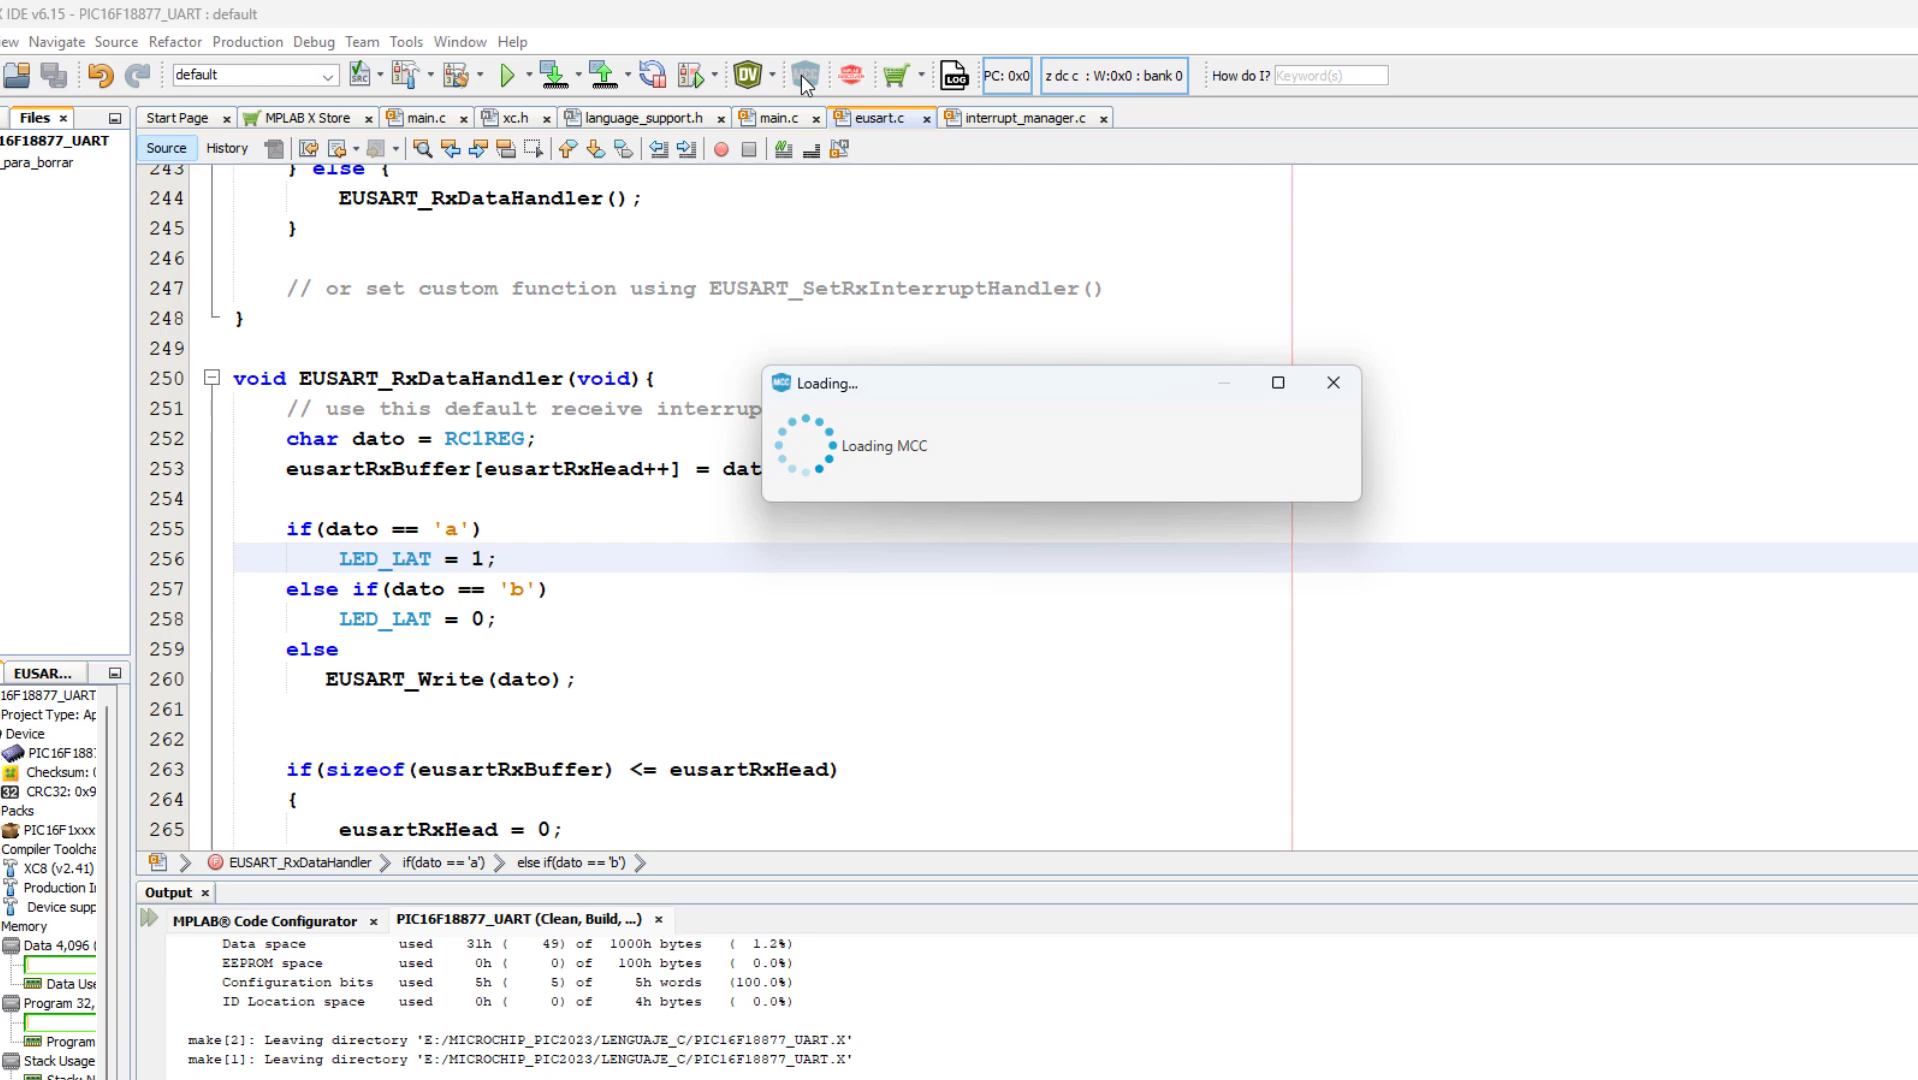 IDE v6.15 - PIC16F18877_UART : default
Navigate Source Refactor Production Debug Team Tools Window Help
default
DV
MCC
LOG
PC: 0x0
z dc c : W:0x0 : bank 0
How do I? Keyword(s)
Files
Start Page
MPLAB X Store
main.c
xc.h
language_support.h
main.c
eusart.c
interrupt_manager.c
16F18877_UART
_para_borrar
Source History
243 } else {
244 EUSART_RxDataHandler();
245 }
246
247 // or set custom function using EUSART_SetRxInterruptHandler()
248 }
249
250 void EUSART_RxDataHandler(void){
251 // use this default receive interrup
252 char dato = RC1REG;
253 eusartRxBuffer[eusartRxHead++] = dat
254
255 if(dato == 'a')
256 LED_LAT = 1;
257 else if(dato == 'b')
258 LED_LAT = 0;
259 else
260 EUSART_Write(dato);
261
262
263 if(sizeof(eusartRxBuffer) <= eusartRxHead)
264 {
265 eusartRxHead = 0;
MCC Loading...
Loading MCC
EUSART_RxDataHandler
if(dato == 'a')
else if(dato == 'b')
EUSAR...
16F18877_UART
Project Type: Ap
Device
PIC16F188
Checksum:
CRC32: 0x9
Packs
PIC16F1xxx
Compiler Toolcha
XC8 (v2.41)
Production I
Device supp
Memory
Data 4,096 (
Data Use
Program 32,
Program
Stack Usage
Output
MPLAB® Code Configurator
PIC16F18877_UART (Clean, Build, ...)
Data space used 31h ( 49) of 1000h bytes ( 1.2%)
EEPROM space used 0h ( 0) of 100h bytes ( 0.0%)
Configuration bits used 5h ( 5) of 5h words (100.0%)
ID Location space used 0h ( 0) of 4h bytes ( 0.0%)
make[2]: Leaving directory 'E:/MICROCHIP_PIC2023/LENGUAJE_C/PIC16F18877_UART.X'
make[1]: Leaving directory 'E:/MICROCHIP_PIC2023/LENGUAJE_C/PIC16F18877_UART.X'